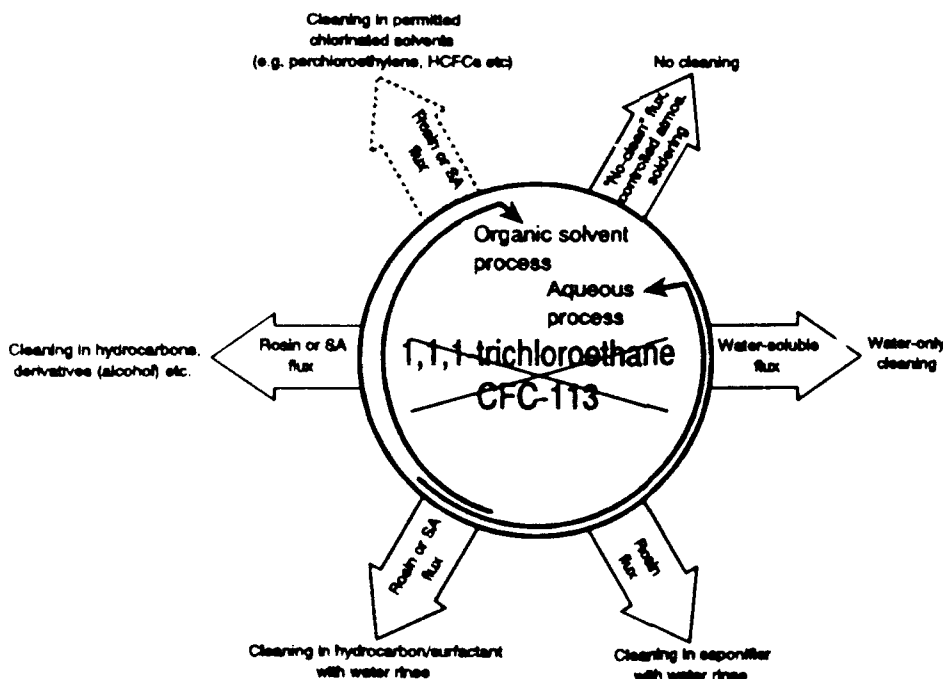 Cleaning in permitted
chlorinated solvents
(e.g. perchloroethylene, HCFCs etc)
No cleaning
Rosin or SA
flux
"No-clean" flux,
controlled atmos.
soldering
Organic solvent
process
Aqueous
process
1,1,1-trichloroethane
CFC-113
Cleaning in hydrocarbons,
derivatives (alcohol) etc.
Rosin or SA
flux
Water-soluble
flux
Water-only
cleaning
Rosin or SA
flux
Rosin
flux
Cleaning in hydrocarbon/surfactant
with water rinse
Cleaning in saponifier
with water rinse